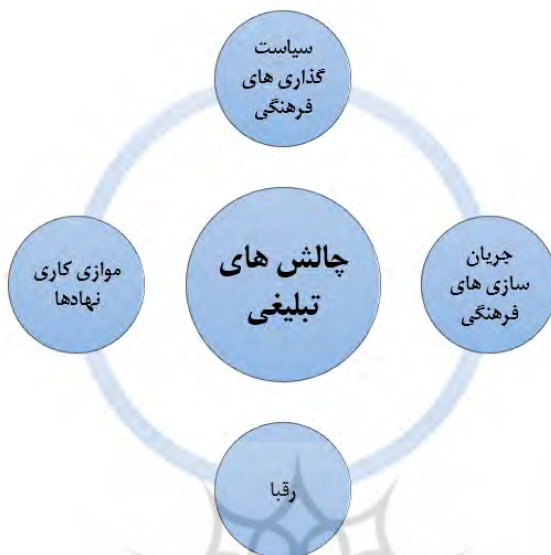 سیاست
گذاری های
فرهنگی
جریان
سازی های
فرهنگی
چالش های
تبلیغی
موازی کاری
نهادها
رقبا